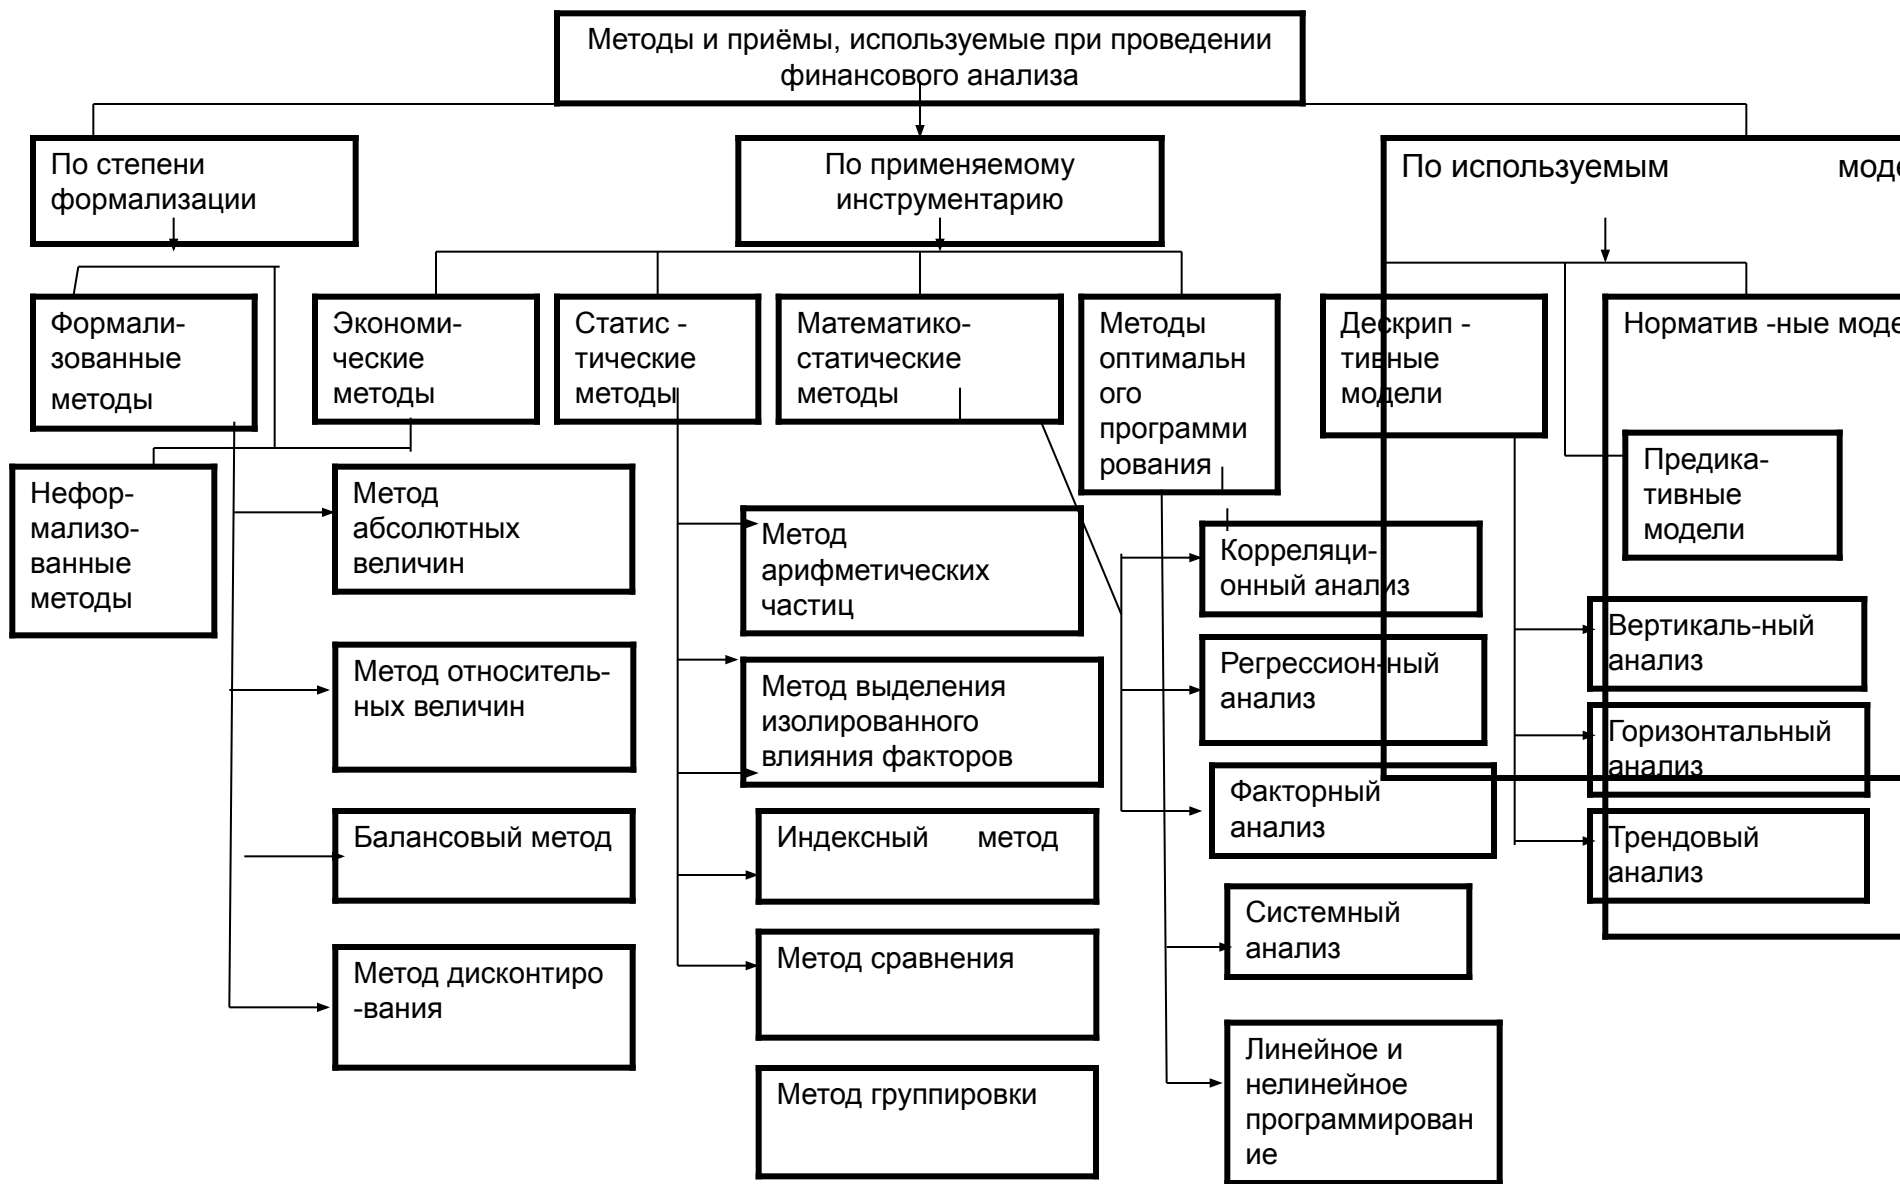 Методы и приёмы, используемые при проведении
финансового анализа
По степени
формализации
По применяемому
инструментарию
По используемым
Формали-
зованные
методы
Экономи-
ческие
методы
Статис -
тические
методы
Математико-
статические
методы
Методы
оптимальн
ого
программи
рования
Дескрип -
тивные
модели
Норматив -ные
Нефор-
мализо-
ванные
методы
Метод
абсолютных
величин
Метод
арифметических
частиц
Корреляци-
онный анализ
Предика-
тивные
модели
Метод относитель-
ных величин
Метод выделения
изолированного
влияния факторов
Регрессион-ный
анализ
Вертикаль-ный
анализ
Горизонтальный
анализ
Балансовый метод
Индексный метод
Факторный
анализ
Трендовый
анализ
Метод дисконтиро
-вания
Метод сравнения
Системный
анализ
Метод группировки
Линейное и
нелинейное
программирован
ие